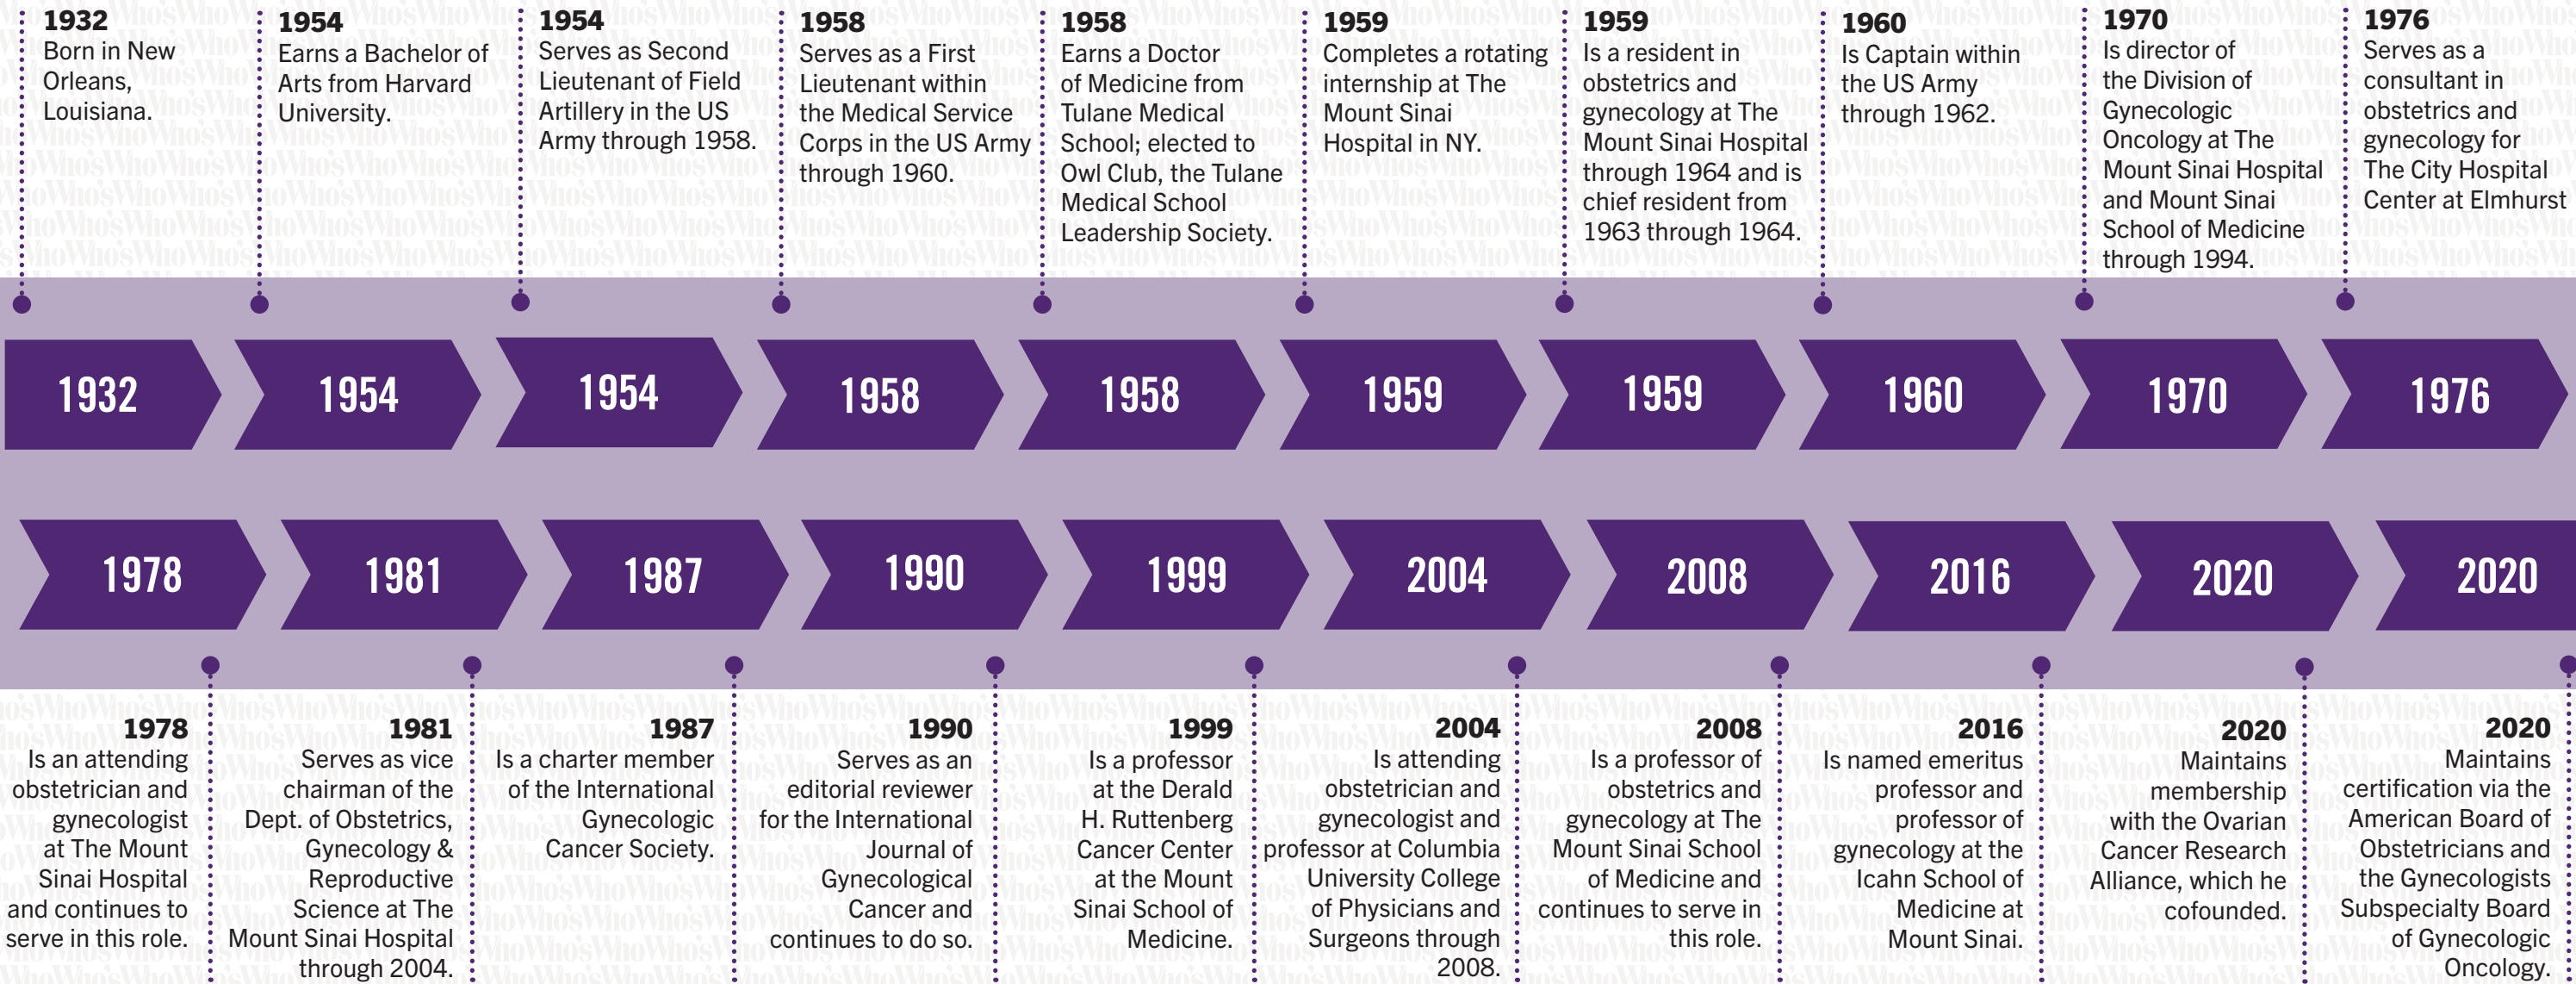 1932
Born in New
Orleans,
Louisiana.
1954
Earns a Bachelor of
Arts from Harvard
University.
1954
Serves as Second
Lieutenant of Field
Artillery in the US
Army through 1958.
1958
Serves as a First
Lieutenant within
the Medical Service
Corps in the US Army
through 1960.
1958
Earns a Doctor
of Medicine from
Tulane Medical
School; elected to
Owl Club, the Tulane
Medical School
Leadership Society.
1959
Completes a rotating
internship at The
Mount Sinai
Hospital in NY.
1959
Is a resident in
obstetrics and
gynecology at The
Mount Sinai Hospital
through 1964 and is
chief resident from
1963 through 1964.
1960
Is Captain within
the US Army
through 1962.
1970
Is director of
the Division of
Gynecologic
Oncology at The
Mount Sinai Hospital
and Mount Sinai
School of Medicine
through 1994.
1976
Serves as a
consultant in
obstetrics and
gynecology for
The City Hospital
Center at Elmhurst
1932
1954
1954
1958
1958
1959
1959
1960
1970
1976
1978
1981
1987
1990
1999
2004
2008
2016
2020
2020
1978
Is an attending
obstetrician and
gynecologist
at The Mount
Sinai Hospital
and continues to
serve in this role.
1981
Serves as vice
chairman of the
Dept. of Obstetrics,
Gynecology &
Reproductive
Science at The
Mount Sinai Hospital
through 2004.
1987
Is a charter member
of the International
Gynecologic
Cancer Society.
1990
Serves as an
editorial reviewer
for the International
Journal of
Gynecological
Cancer and
continues to do so.
1999
Is a professor
at the Derald
H. Ruttenberg
Cancer Center
at the Mount
Sinai School of
Medicine.
2004
Is attending
obstetrician and
gynecologist and
professor at Columbia
University College
of Physicians and
Surgeons through
2008.
2008
Is a professor of
obstetrics and
gynecology at The
Mount Sinai School
of Medicine and
continues to serve in
this role.
2016
Is named emeritus
professor and
professor of
gynecology at the
Icahn School of
Medicine at
Mount Sinai.
2020
Maintains
membership
with the Ovarian
Cancer Research
Alliance, which he
cofounded.
2020
Maintains
certification via the
American Board of
Obstetricians and
the Gynecologists
Subspecialty Board
of Gynecologic
Oncology.